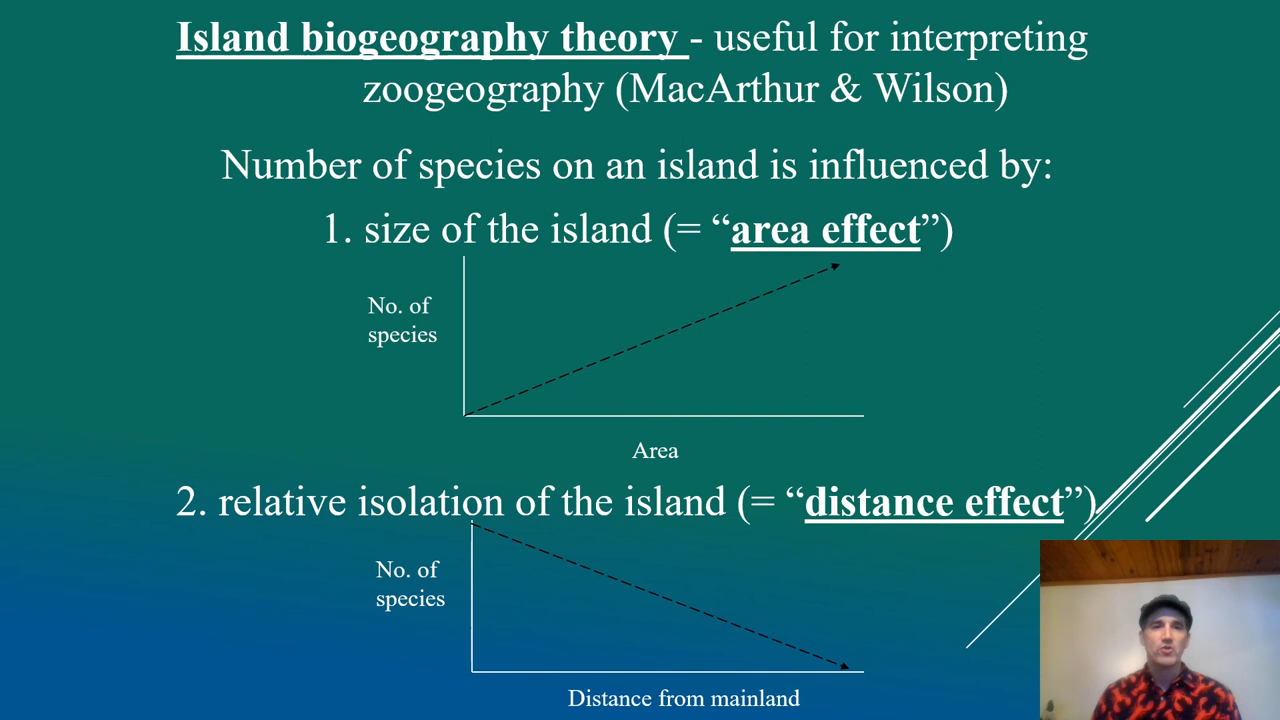 Island biogeography theory - useful for interpreting
zoogeography (MacArthur & Wilson)
Number of species on an island is influenced by:
1. size of the island (= “area effect”)
No. of
species
Area
2. relative isolation of the island (= “distance effect”)
No. of
species
Distance from mainland